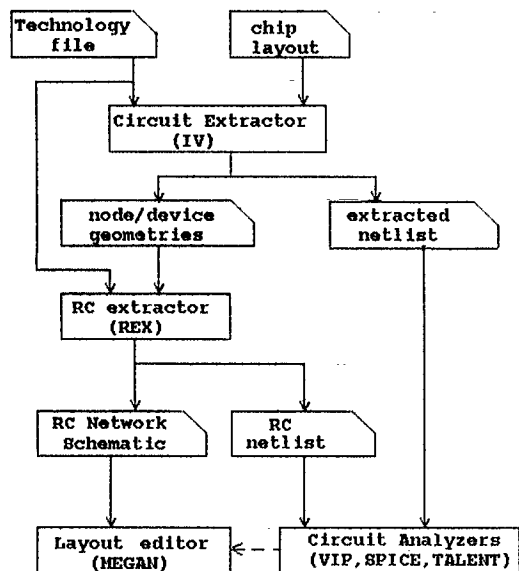 Technology
file
chip
layout
Circuit Extractor
(IV)
node/device
geometries
extracted
netlist
RC extractor
(REX)
RC Network
Schematic
RC
netlist
Layout editor
(MEGAN)
Circuit Analyzers
(VIP,SPICE,TALENT)